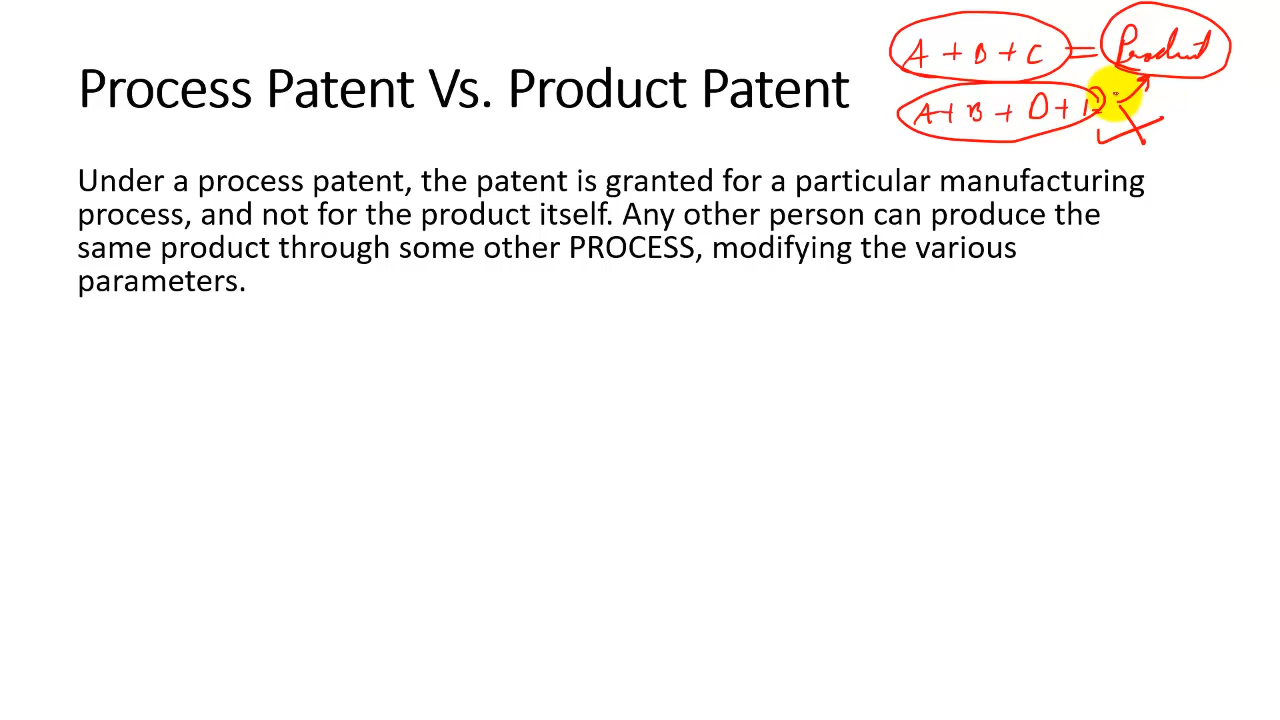 A + B + C = Product
Process Patent Vs. Product Patent
A + B + D +
Under a process patent, the patent is granted for a particular manufacturing
process, and not for the product itself. Any other person can produce the
same product through some other PROCESS, modifying the various
parameters.